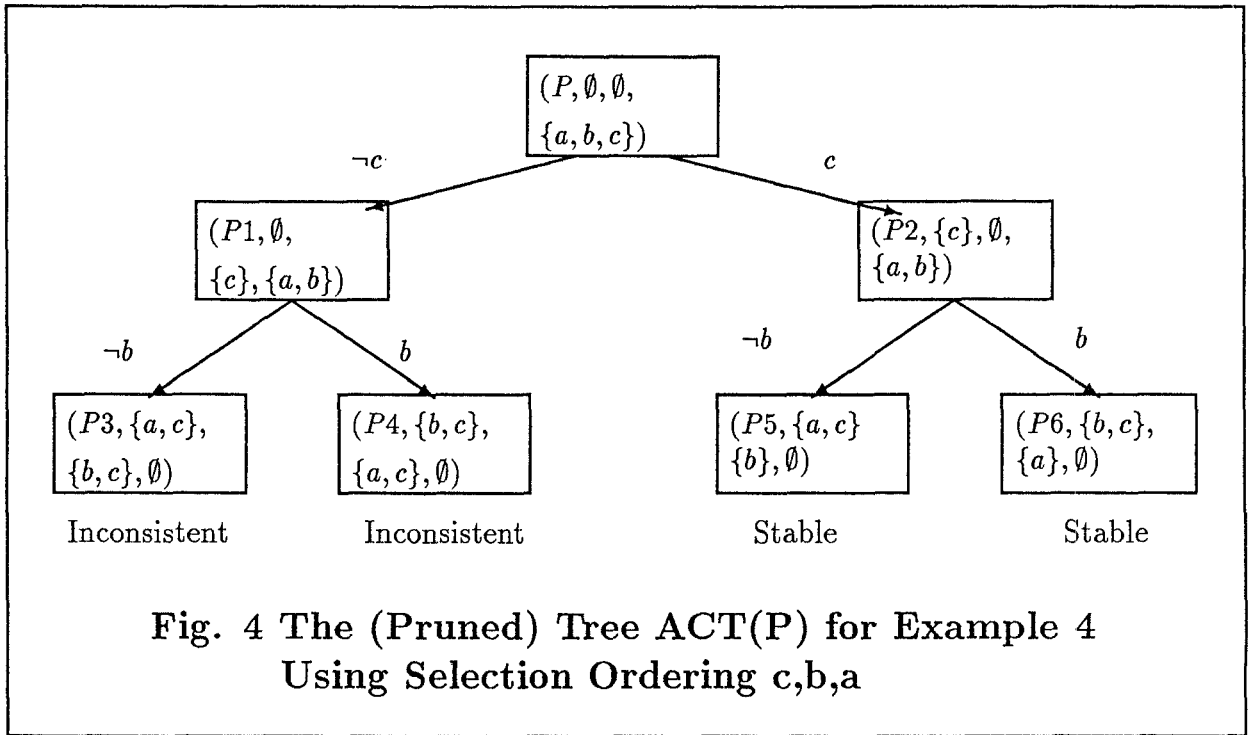 (P, ∅, ∅,
{a, b, c})
¬c
c
(P1, ∅,
{c}, {a, b})
(P2, {c}, ∅,
{a, b})
¬b
b
¬b
b
(P3, {a, c},
{b, c}, ∅)
(P4, {b, c},
{a, c}, ∅)
(P5, {a, c}
{b}, ∅)
(P6, {b, c},
{a}, ∅)
Inconsistent
Inconsistent
Stable
Stable
Fig. 4 The (Pruned) Tree ACT(P) for Example 4
Using Selection Ordering c,b,a